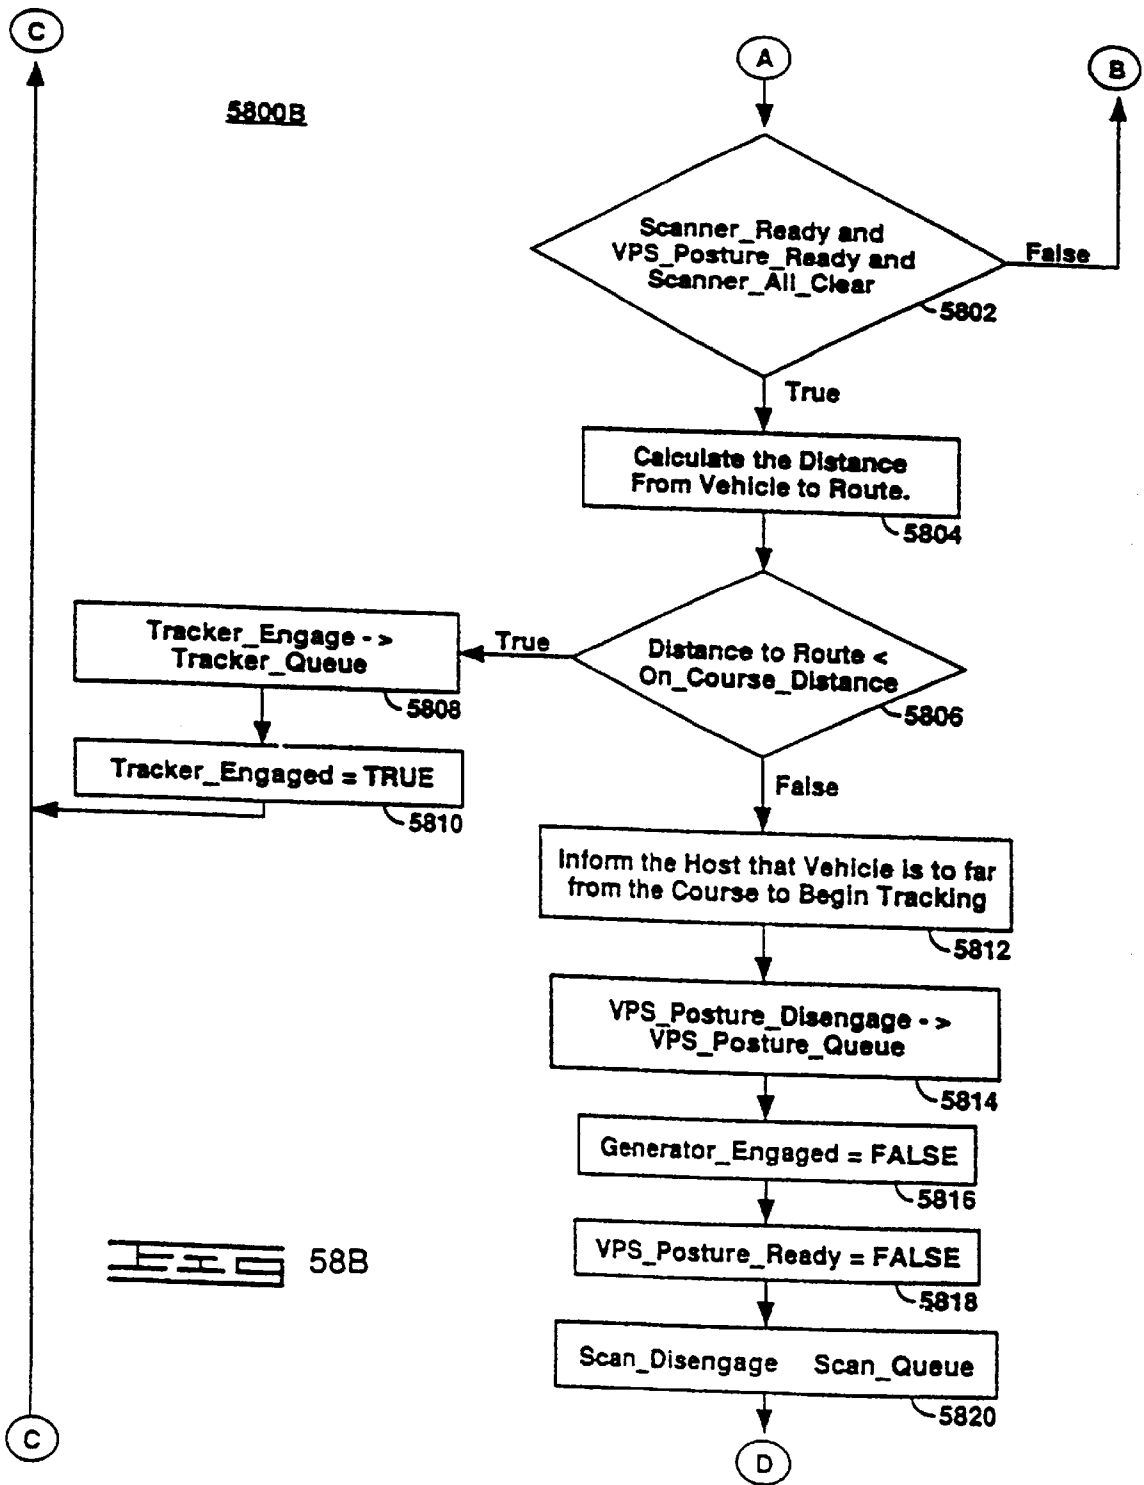 C
A
B
5800B
Scanner_Ready and
VPS_Posture_Ready and
Scanner_All_Clear
False
5802
True
Calculate the Distance
From Vehicle to Route.
5804
Distance to Route <
On_Course_Distance
5806
True
Tracker_Engage - >
Tracker_Queue
5808
Tracker_Engaged = TRUE
5810
False
Inform the Host that Vehicle is to far
from the Course to Begin Tracking
5812
VPS_Posture_Disengage - >
VPS_Posture_Queue
5814
Generator_Engaged = FALSE
5816
VPS_Posture_Ready = FALSE
5818
Scan_Disengage Scan_Queue
5820
FIG 58B
C
D